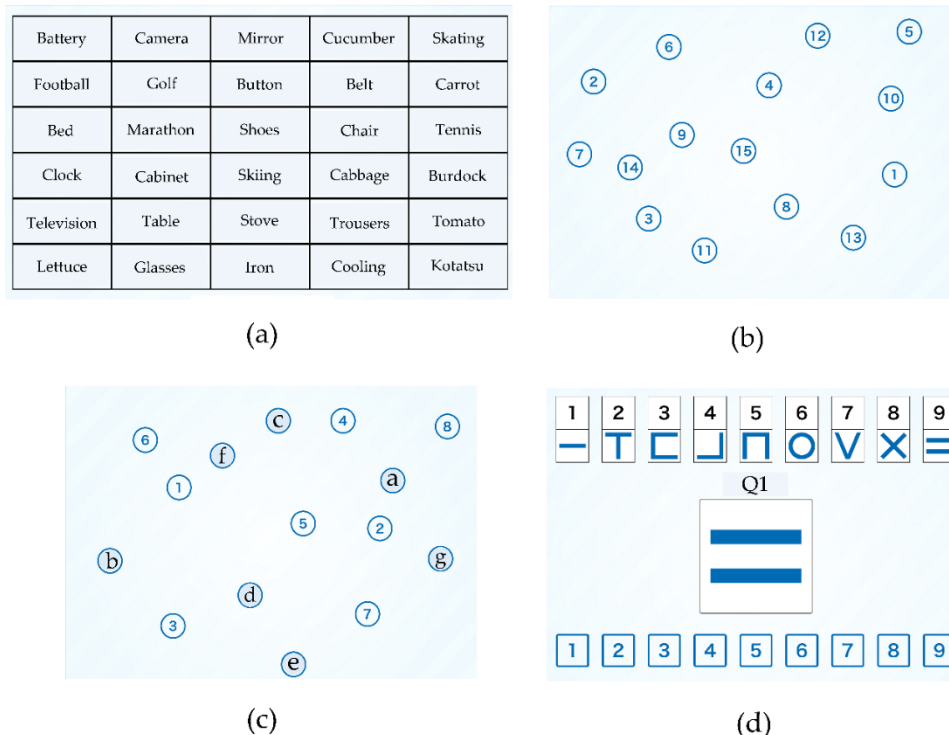 Battery Camera Mirror Cucumber Skating
Football Golf Button Belt Carrot
Bed Marathon Shoes Chair Tennis
Clock Cabinet Skiing Cabbage Burdock
Television Table Stove Trousers Tomato
Lettuce Glasses Iron Cooling Kotatsu
(a)
12 5
6
2 4 10
9
7 14 15
1
3 8
11 13
(b)
c 4 8
6 f
1 a
5 2
b g
d
3 7
e
(c)
1 2 3 4 5 6 7 8 9
Q1
1 2 3 4 5 6 7 8 9
(d)